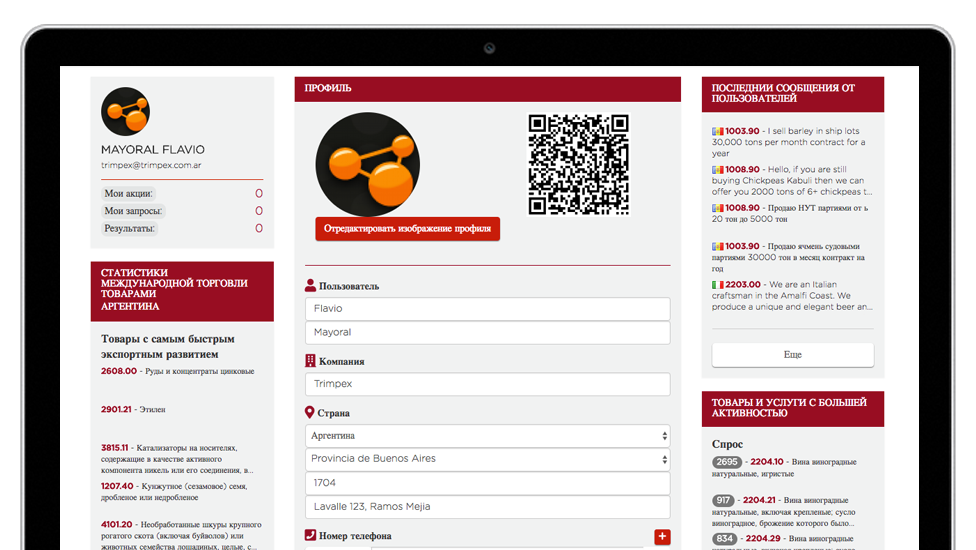 MAYORAL FLAVIO
trimpex@trimpex.com.ar
Мои акции: 0
Мои запросы: 0
Результаты: 0
СТАТИСТИКИ
МЕЖДУНАРОДНОЙ ТОРГОВЛИ
ТОВАРАМИ
АРГЕНТИНА
Товары с самым быстрым
экспортным развитием
2608.00 - Руды и концентраты цинковые
2901.21 - Этилен
3815.11 - Катализаторы на носителях,
содержащие в качестве активного
компонента никель или его соединения, в...
1207.40 - Кунжутное (сезамовое) семя,
дробленое или недробленое
4101.20 - Необработанные шкуры крупного
рогатого скота (включая буйволов) или
животных семейства лошадиных, целые, с...
ПРОФИЛЬ
Отредактировать изображение профиля
Пользователь
Flavio
Mayoral
Компания
Trimpex
Страна
Аргентина
Provincia de Buenos Aires
1704
Lavalle 123, Ramos Mejia
Номер телефона
+
ПОСЛЕДНИИ СООБЩЕНИЯ ОТ
ПОЛЬЗОВАТЕЛЕЙ
1003.90 - I sell barley in ship lots
30,000 tons per month contract for a
year
1008.90 - Hello, if you are still
buying Chickpeas Kabuli then we can
offer you 2000 tons of 6+ chickpeas t...
1008.90 - Продаю НУТ партиями от ь
20 тон до 5000 тон
1003.90 - Продаю ячмень судовыми
партиями 30000 тон в месяц контракт на
год
2203.00 - We are an Italian
craftsman in the Amalfi Coast. We
produce a unique and elegant beer an...
Еще
ТОВАРЫ И УСЛУГИ С БОЛЬШЕЙ
АКТИВНОСТЬЮ
Спрос
2695 - 2204.10 - Вина виноградные
натуральные, игристые
917 - 2204.21 - Вина виноградные
натуральные, включая крепленые; сусло
виноградное, брожение которого было...
834 - 2204.29 - Вина виноградные